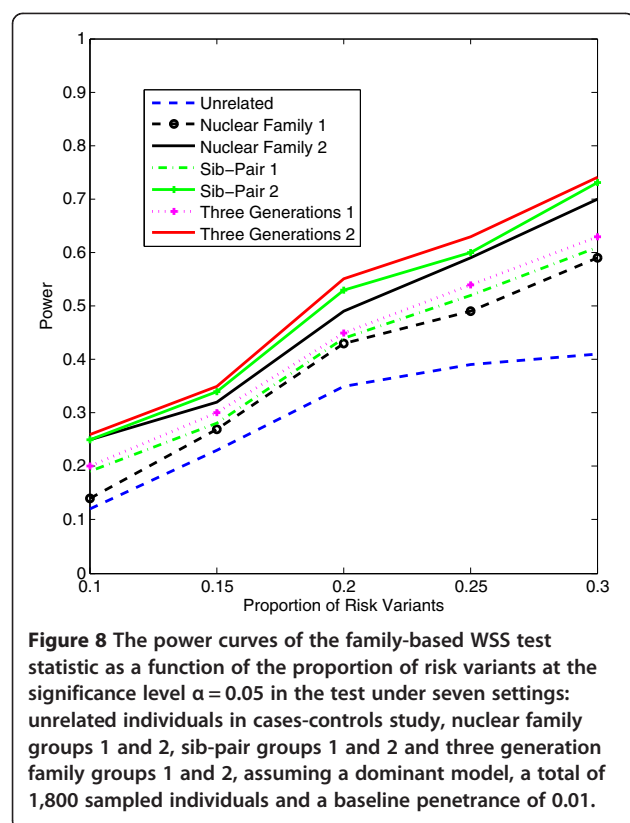 1
0.9
0.8
0.7
0.6
0.5
0.4
0.3
0.2
0.1
0
Power
Unrelated
Nuclear Family 1
Nuclear Family 2
Sib−Pair 1
Sib−Pair 2
Three Generations 1
Three Generations 2
0.1 0.15 0.2 0.25 0.3
Proportion of Risk Variants
Figure 8 The power curves of the family-based WSS test
statistic as a function of the proportion of risk variants at the
significance level α = 0.05 in the test under seven settings:
unrelated individuals in cases-controls study, nuclear family
groups 1 and 2, sib-pair groups 1 and 2 and three generation
family groups 1 and 2, assuming a dominant model, a total of
1,800 sampled individuals and a baseline penetrance of 0.01.